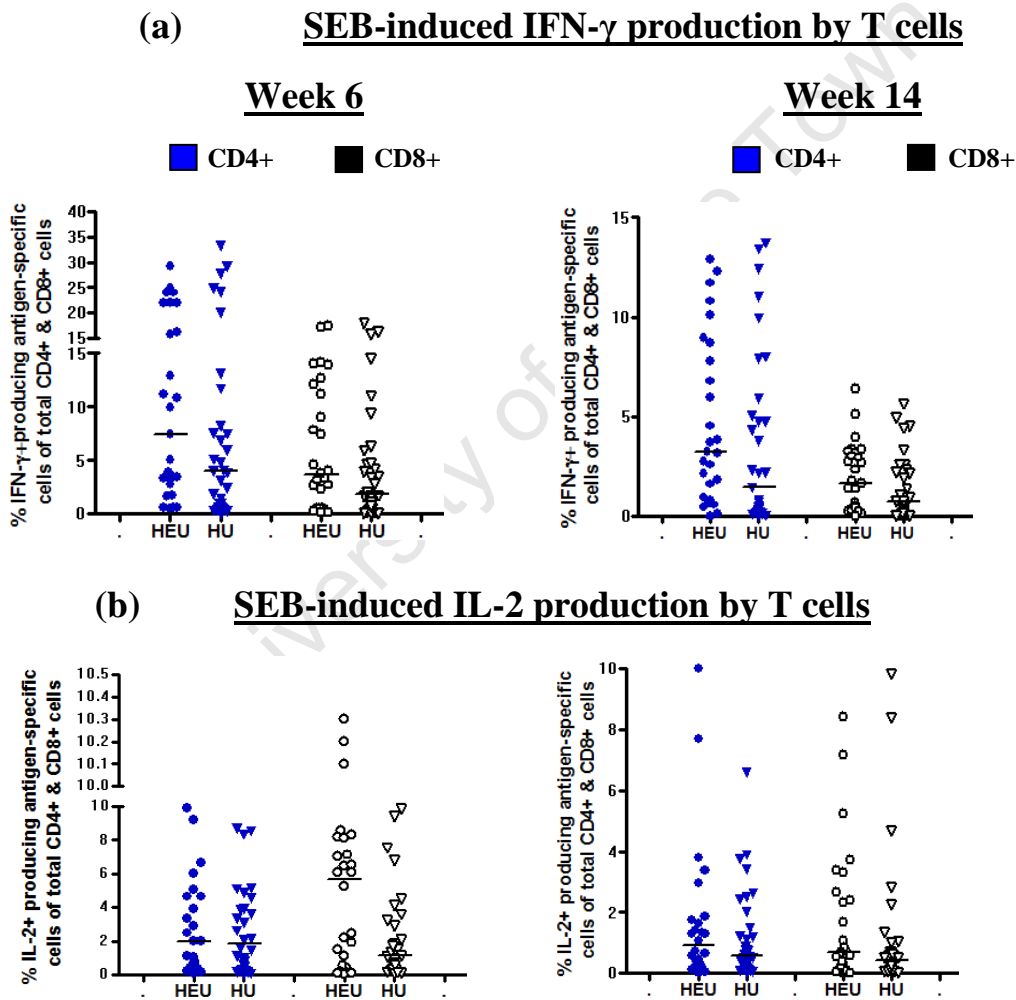 (a) SEB-induced IFN-γ production by T cells
Week 6 Week 14
CD4+ CD8+ CD4+ CD8+
% IFN-γ+producing antigen-specific
cells of total CD4+ & CD8+ cells
40
35
30
25
20
15
15
10
5
0
. HEU HU . HEU HU .
% IFN-γ+ producing antigen-specific
cells of total CD4+ & CD8+ cells
15
10
5
0
. HEU HU . HEU HU .
(b) SEB-induced IL-2 production by T cells
% IL-2+ producing antigen-specific
cells of total CD4+ & CD8+ cells
10.5
10.4
10.3
10.2
10.1
10.0
10
8
6
4
2
0
. HEU HU . HEU HU .
% IL-2+ producing antigen-specific
cells of total CD4+ & CD8+ cells
10
8
6
4
2
0
. HEU HU . HEU HU .